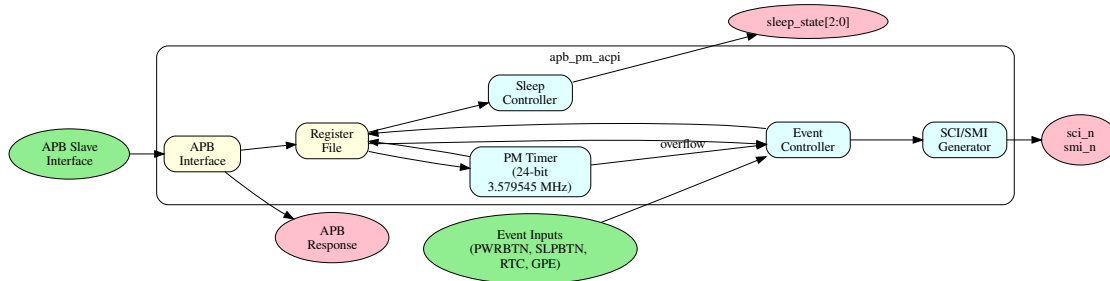 sleep_state[2:0]
apb_pm_acpi
Sleep
Controller
APB Slave
Interface
APB
Interface
Register
File
PM Timer
(24-bit
3.579545 MHz)
overflow
Event
Controller
SCI/SMI
Generator
sci_n
smi_n
APB
Response
Event Inputs
(PWRBTN, SLPBTN,
RTC, GPE)